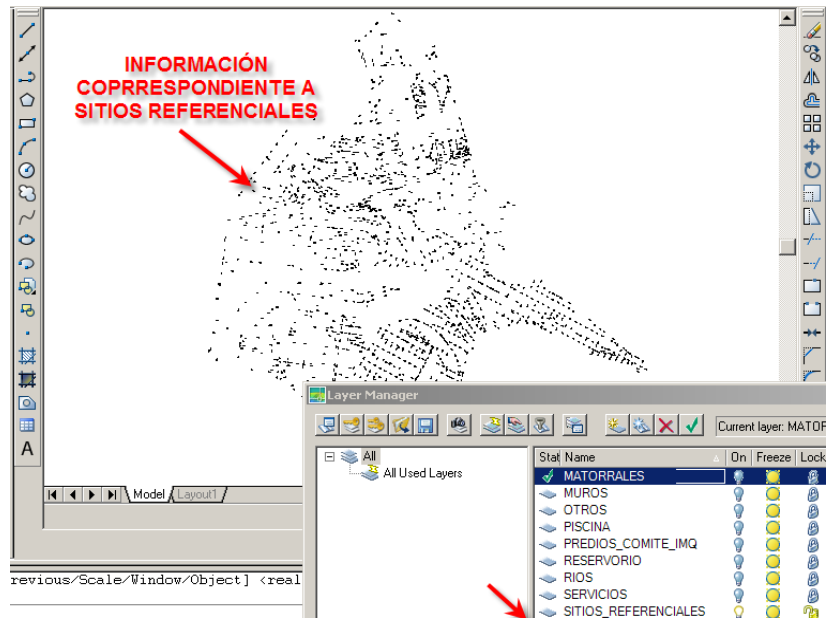 INFORMACIÓN
COPRRESPONDIENTE A
SITIOS REFERENCIALES
A
Model
Layout1
revious/Scale/Window/Object] <real
Layer Manager
Current layer: MATOR
All
All Used Layers
Stat Name On Freeze Lock
MATORRALES
MUROS
OTROS
PISCINA
PREDIOS_COMITE_IMQ
RESERVORIO
RIOS
SERVICIOS
SITIOS_REFERENCIALES